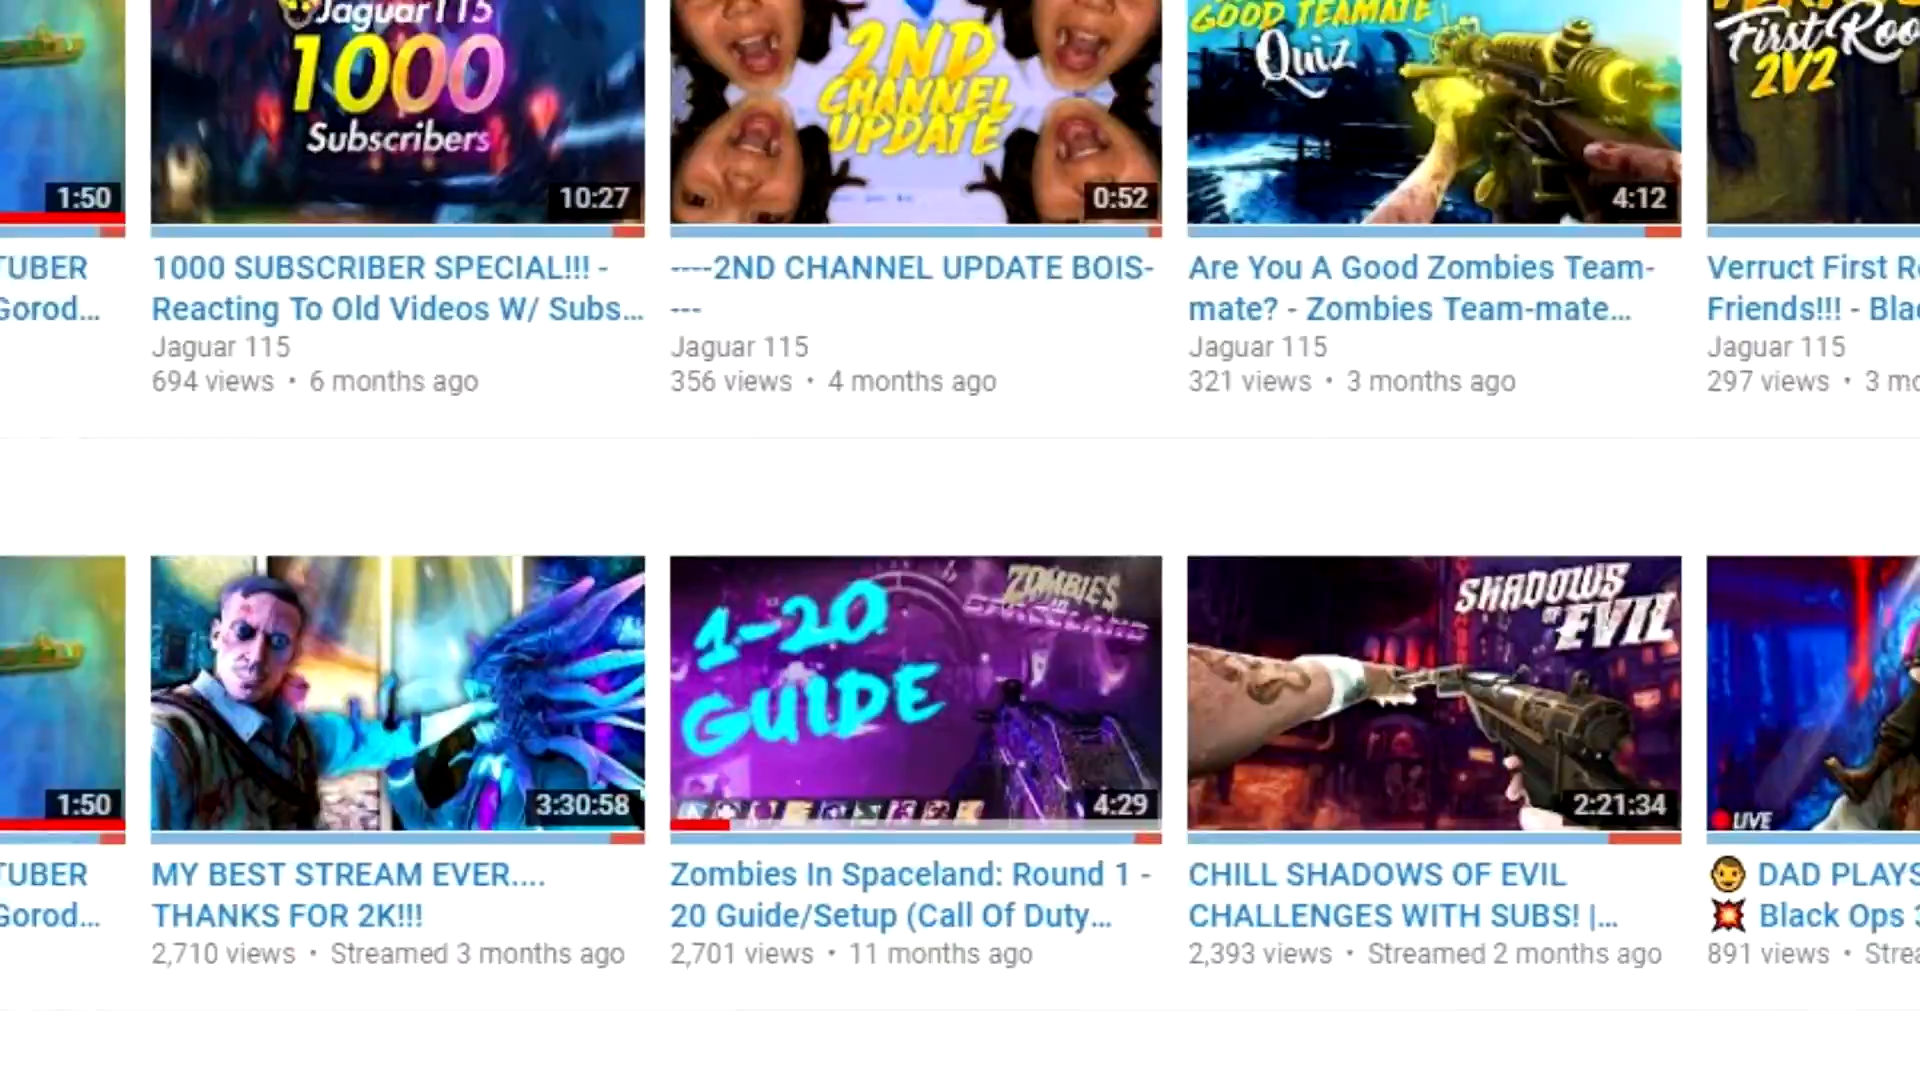 Jaguar115
1000
Subscribers
2ND
CHANNEL
UPDATE
GOOD TEAMATE
Quiz
First Roo
2V2
1:50
10:27
0:52
4:12
TUBER
Gorod...
1000 SUBSCRIBER SPECIAL!!! -
Reacting To Old Videos W/ Subs...
Jaguar 115
694 views • 6 months ago
----2ND CHANNEL UPDATE BOIS-
---
Jaguar 115
356 views • 4 months ago
Are You A Good Zombies Team-
mate? - Zombies Team-mate...
Jaguar 115
321 views • 3 months ago
Verruct First R
Friends!!! - Blac
Jaguar 115
297 views • 3 mo
1-20
GUIDE
ZOMBIES
IN
SPACELAND
SHADOWS
OF EVIL
LIVE
1:50
3:30:58
4:29
2:21:34
TUBER
Gorod...
MY BEST STREAM EVER....
THANKS FOR 2K!!!
2,710 views • Streamed 3 months ago
Zombies In Spaceland: Round 1 -
20 Guide/Setup (Call Of Duty...
2,701 views • 11 months ago
CHILL SHADOWS OF EVIL
CHALLENGES WITH SUBS! |...
2,393 views • Streamed 2 months ago
👨 DAD PLAYS
💥 Black Ops 3
891 views • Strea